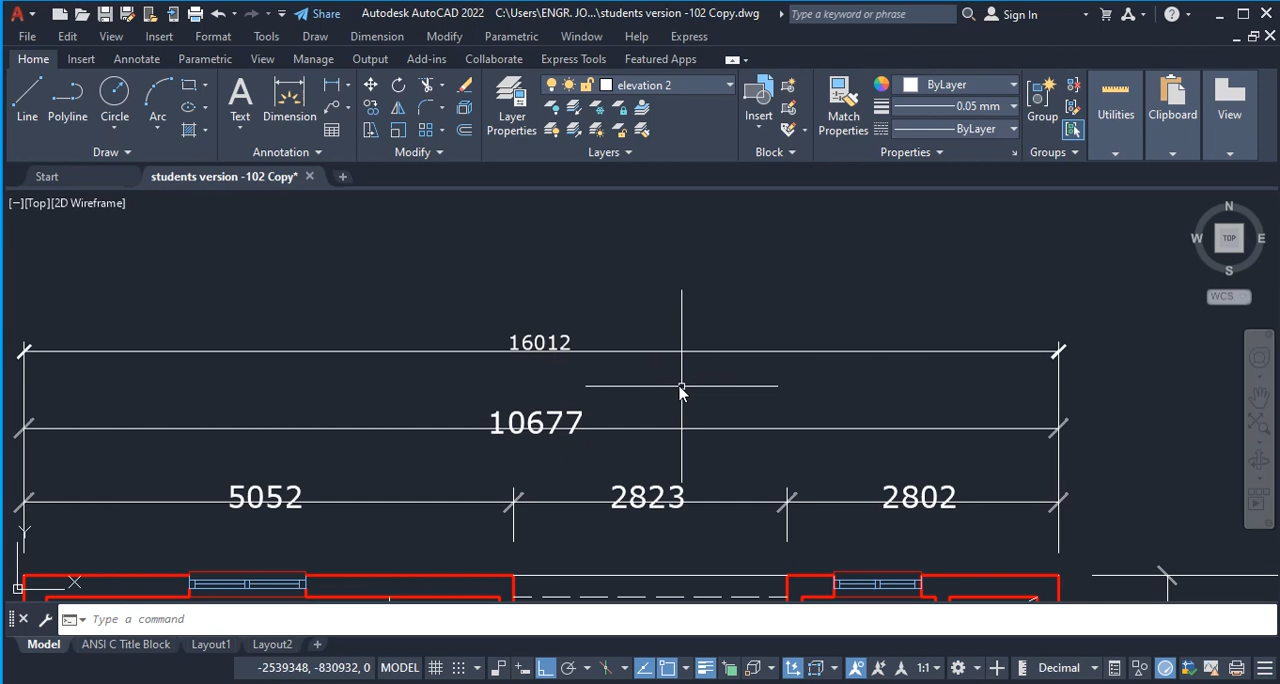 Share Autodesk AutoCAD 2022 C:\Users\ENGR. JO...\students version -102 Copy.dwg Type a keyword or phrase Sign In
File Edit View Insert Format Tools Draw Dimension Modify Parametric Window Help Express
Home Insert Annotate Parametric View Manage Output Add-ins Collaborate Express Tools Featured Apps
elevation 2 ByLayer
0.05 mm
Line Polyline Circle Arc Text Dimension Layer Properties Insert Match Properties ByLayer Group Utilities Clipboard View
Draw Annotation Modify Layers Block Properties Groups
Start students version -102 Copy*
[−][Top][2D Wireframe]
N
W TOP E
S
WCS
16012
10677
5052 2823 2802
Y
X
Type a command
Model ANSI C Title Block Layout1 Layout2
-2539348, -830932, 0 MODEL 1:1 Decimal